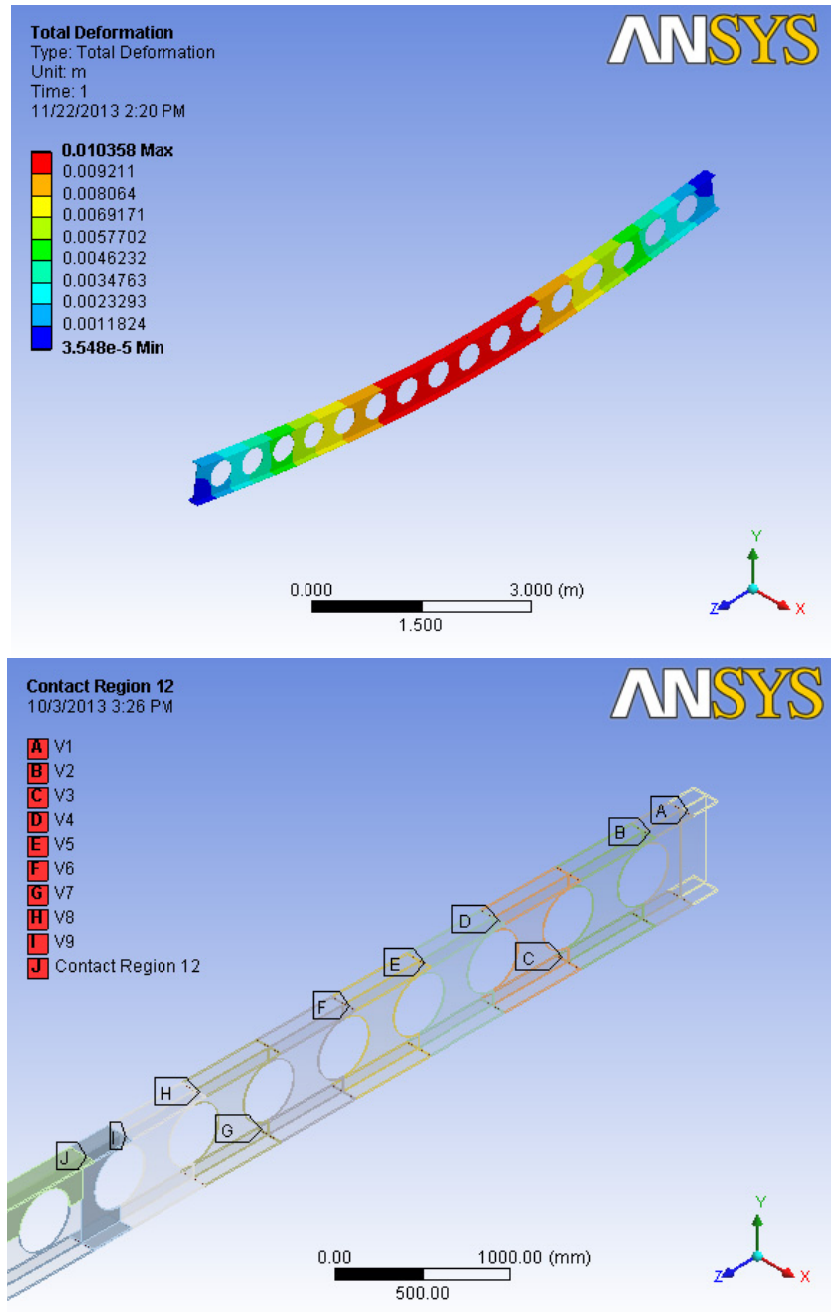 Total Deformation
Type: Total Deformation
Unit: m
Time: 1
11/22/2013 2:20 PM
ANSYS
0.010358 Max
0.009211
0.008064
0.0069171
0.0057702
0.0046232
0.0034763
0.0023293
0.0011824
3.548e-5 Min
0.000
3.000 (m)
1.500
Y
Z
X
Contact Region 12
10/3/2013 3:26 PM
ANSYS
A V1
B V2
C V3
D V4
E V5
F V6
G V7
H V8
I V9
J Contact Region 12
A
B
D
C
E
F
H
G
I
J
0.00
1000.00 (mm)
500.00
Y
Z
X